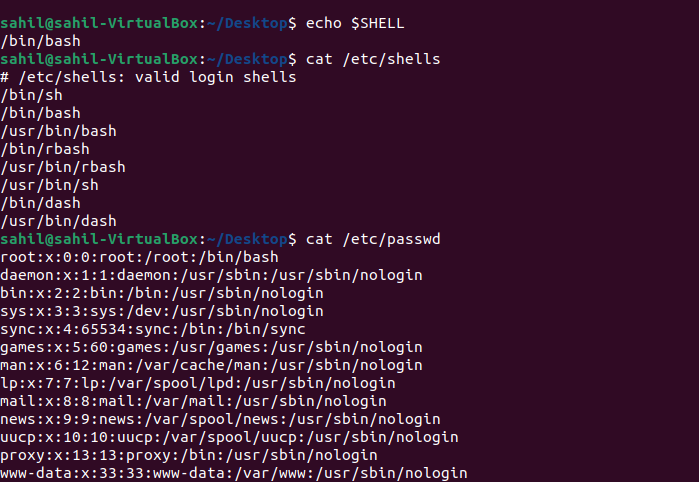 sahil@sahil-VirtualBox:~/Desktop$ echo $SHELL
/bin/bash
sahil@sahil-VirtualBox:~/Desktop$ cat /etc/shells
# /etc/shells: valid login shells
/bin/sh
/bin/bash
/usr/bin/bash
/bin/rbash
/usr/bin/rbash
/usr/bin/sh
/bin/dash
/usr/bin/dash
sahil@sahil-VirtualBox:~/Desktop$ cat /etc/passwd
root:x:0:0:root:/root:/bin/bash
daemon:x:1:1:daemon:/usr/sbin:/usr/sbin/nologin
bin:x:2:2:bin:/bin:/usr/sbin/nologin
sys:x:3:3:sys:/dev:/usr/sbin/nologin
sync:x:4:65534:sync:/bin:/bin/sync
games:x:5:60:games:/usr/games:/usr/sbin/nologin
man:x:6:12:man:/var/cache/man:/usr/sbin/nologin
lp:x:7:7:lp:/var/spool/lpd:/usr/sbin/nologin
mail:x:8:8:mail:/var/mail:/usr/sbin/nologin
news:x:9:9:news:/var/spool/news:/usr/sbin/nologin
uucp:x:10:10:uucp:/var/spool/uucp:/usr/sbin/nologin
proxy:x:13:13:proxy:/bin:/usr/sbin/nologin
www-data:x:33:33:www-data:/var/www:/usr/sbin/nologin